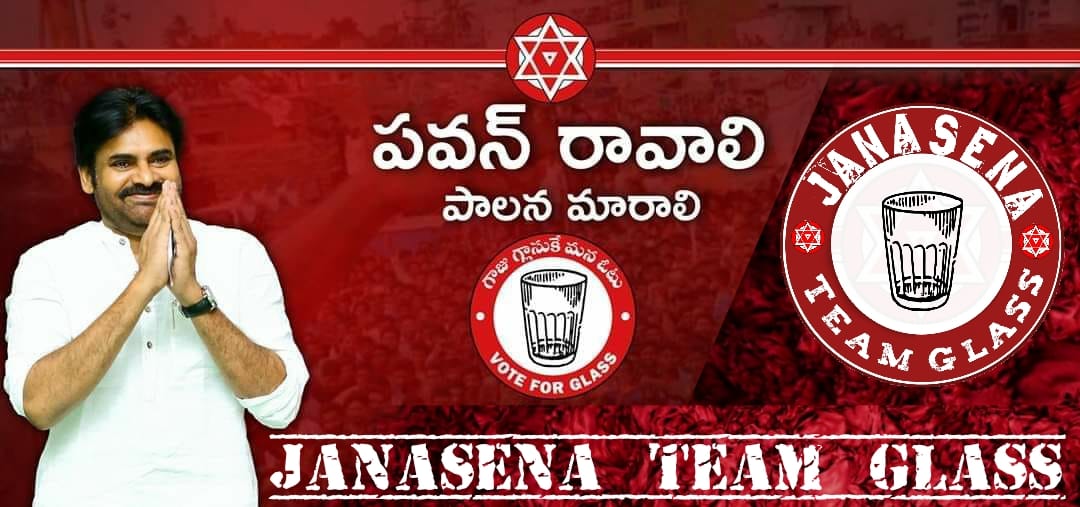 పవన్ రావాలి
పాలన మారాలి
గాజు గ్లాసుకే మన ఓటు
VOTE FOR GLASS
JANASENA
TEAM GLASS
JANASENA TEAM GLASS